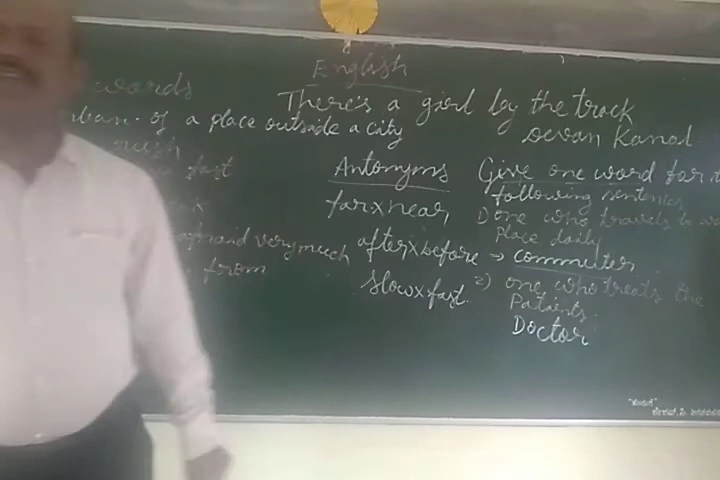 English
There's a girl by the track
Devan Kanal
words
urban - of a place outside a city
rush
fast
afraid very much
from
Antonyms
far x near
after x before
slow x fast
Give one word for
following sentences
1) one who travels to
Place daily
→ commuter
2) one who treats the
Patients.
Doctor